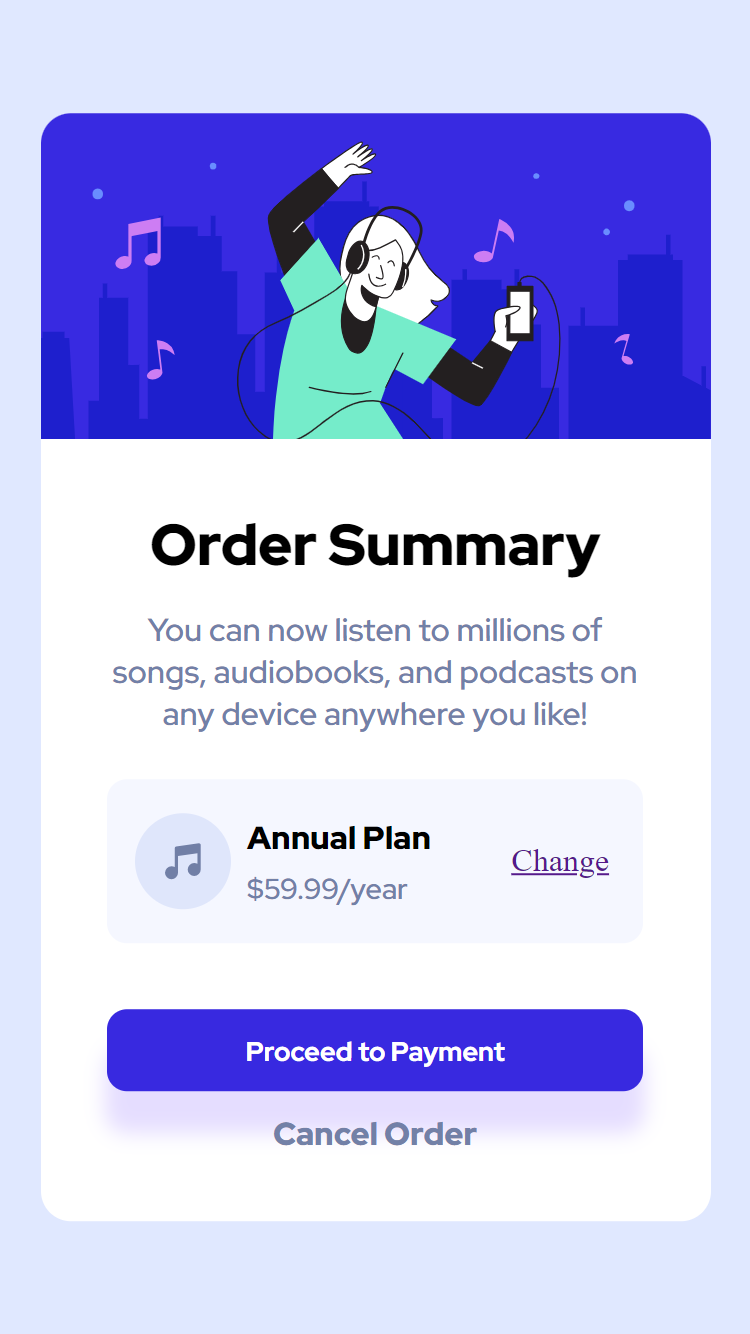 Order Summary
You can now listen to millions of
songs, audiobooks, and podcasts on
any device anywhere you like!
Annual Plan
$59.99/year
Change
Proceed to Payment
Cancel Order